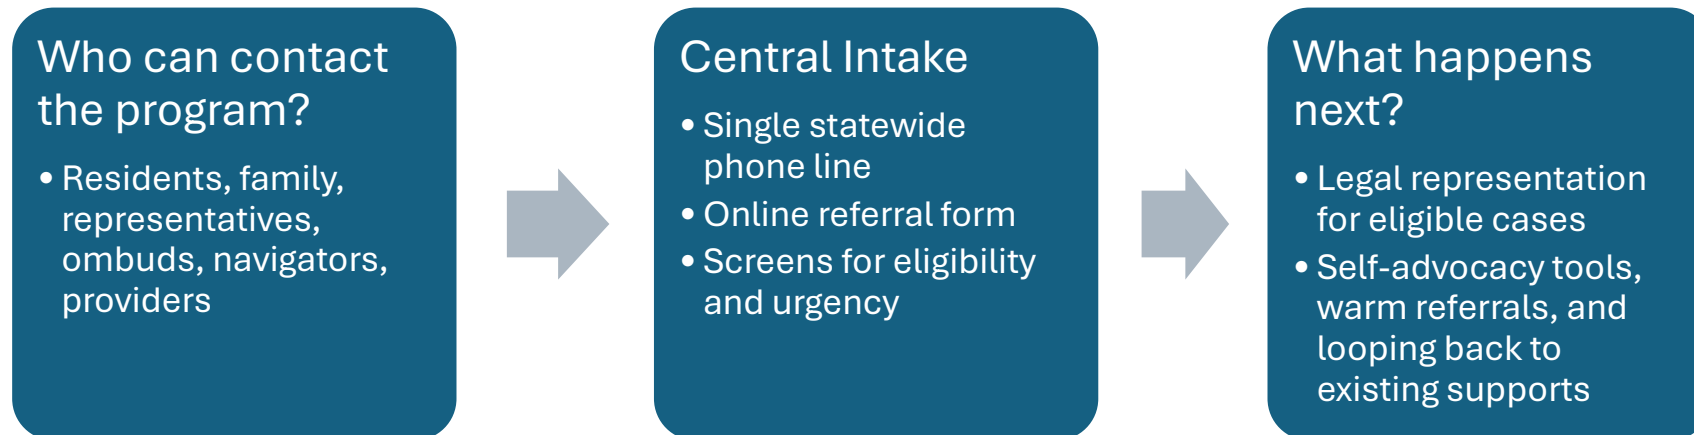 Who can contact
the program?
• Residents, family,
representatives,
ombuds, navigators,
providers
Central Intake
• Single statewide
phone line
• Online referral form
• Screens for eligibility
and urgency
What happens
next?
• Legal representation
for eligible cases
• Self-advocacy tools,
warm referrals, and
looping back to
existing supports